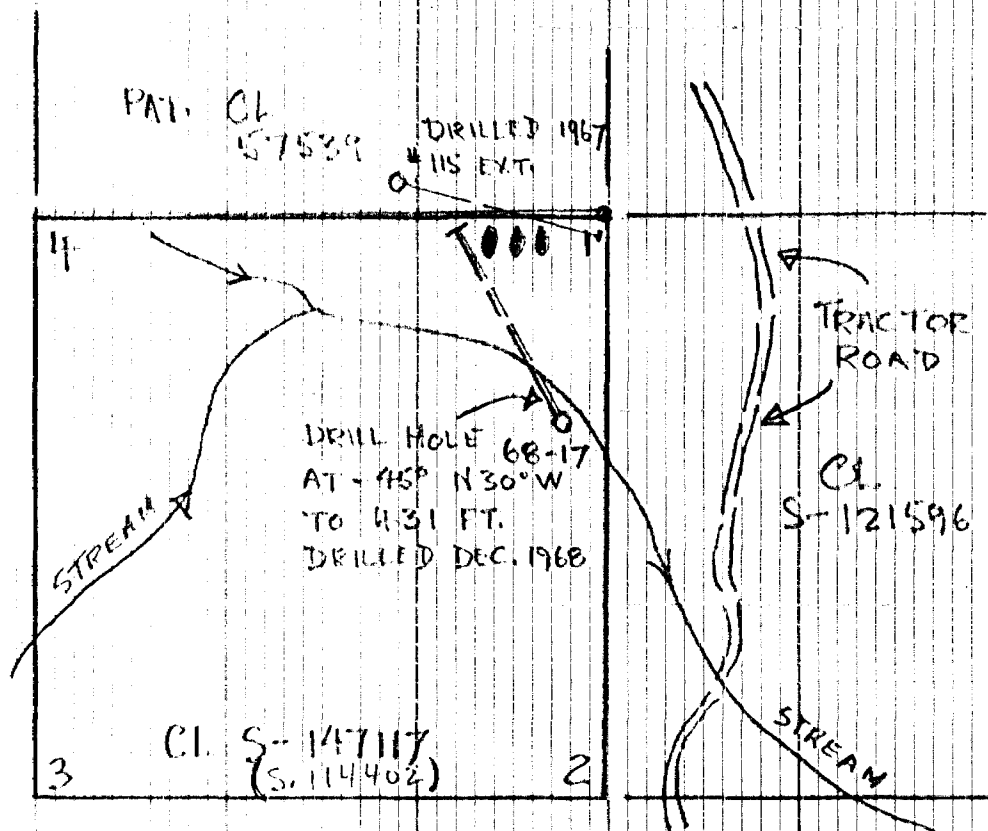 PAT. CL
57539
DRILLED 1967
#115 EXT.
4
1
TRACTOR
ROAD
DRILL HOLE
68-17
AT -45° N30°W
TO 431 FT.
DRILLED DEC. 1968
CL
S-121596
STREAM
STREAM
CL S-147117
(S.114402)
3
2